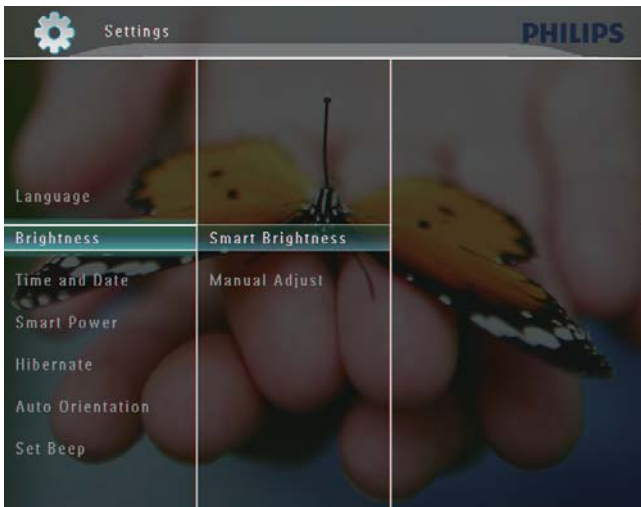 Settings
PHILIPS
Language
Brightness
Smart Brightness
Time and Date
Manual Adjust
Smart Power
Hibernate
Auto Orientation
Set Beep